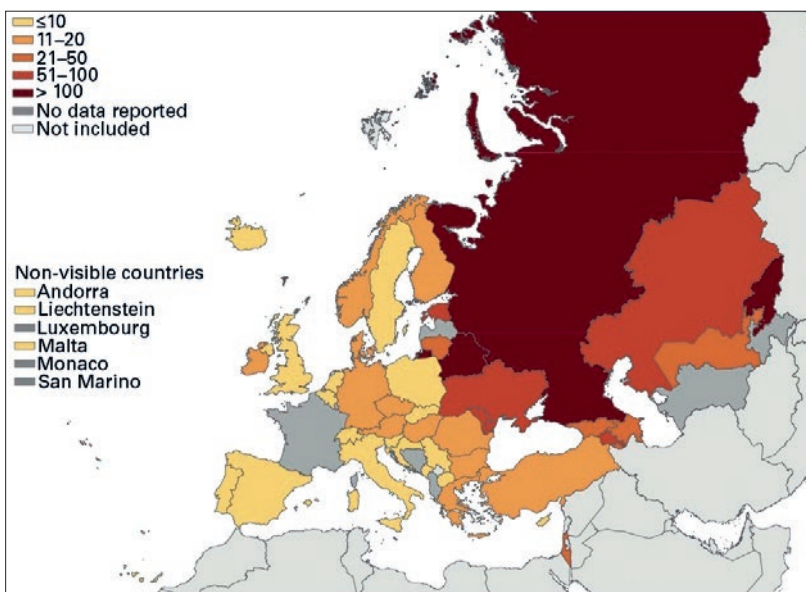 ≤10
11–20
21–50
51–100
> 100
No data reported
Not included
Non-visible countries
Andorra
Liechtenstein
Luxembourg
Malta
Monaco
San Marino